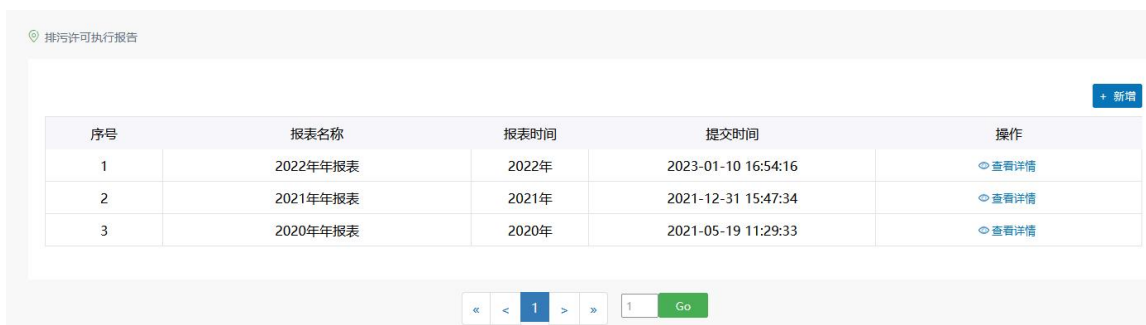 排污许可执行报告
+ 新增
序号 报表名称 报表时间 提交时间 操作
1 2022年年报表 2022年 2023-01-10 16:54:16 查看详情
2 2021年年报表 2021年 2021-12-31 15:47:34 查看详情
3 2020年年报表 2020年 2021-05-19 11:29:33 查看详情
« < 1 > » 1 Go